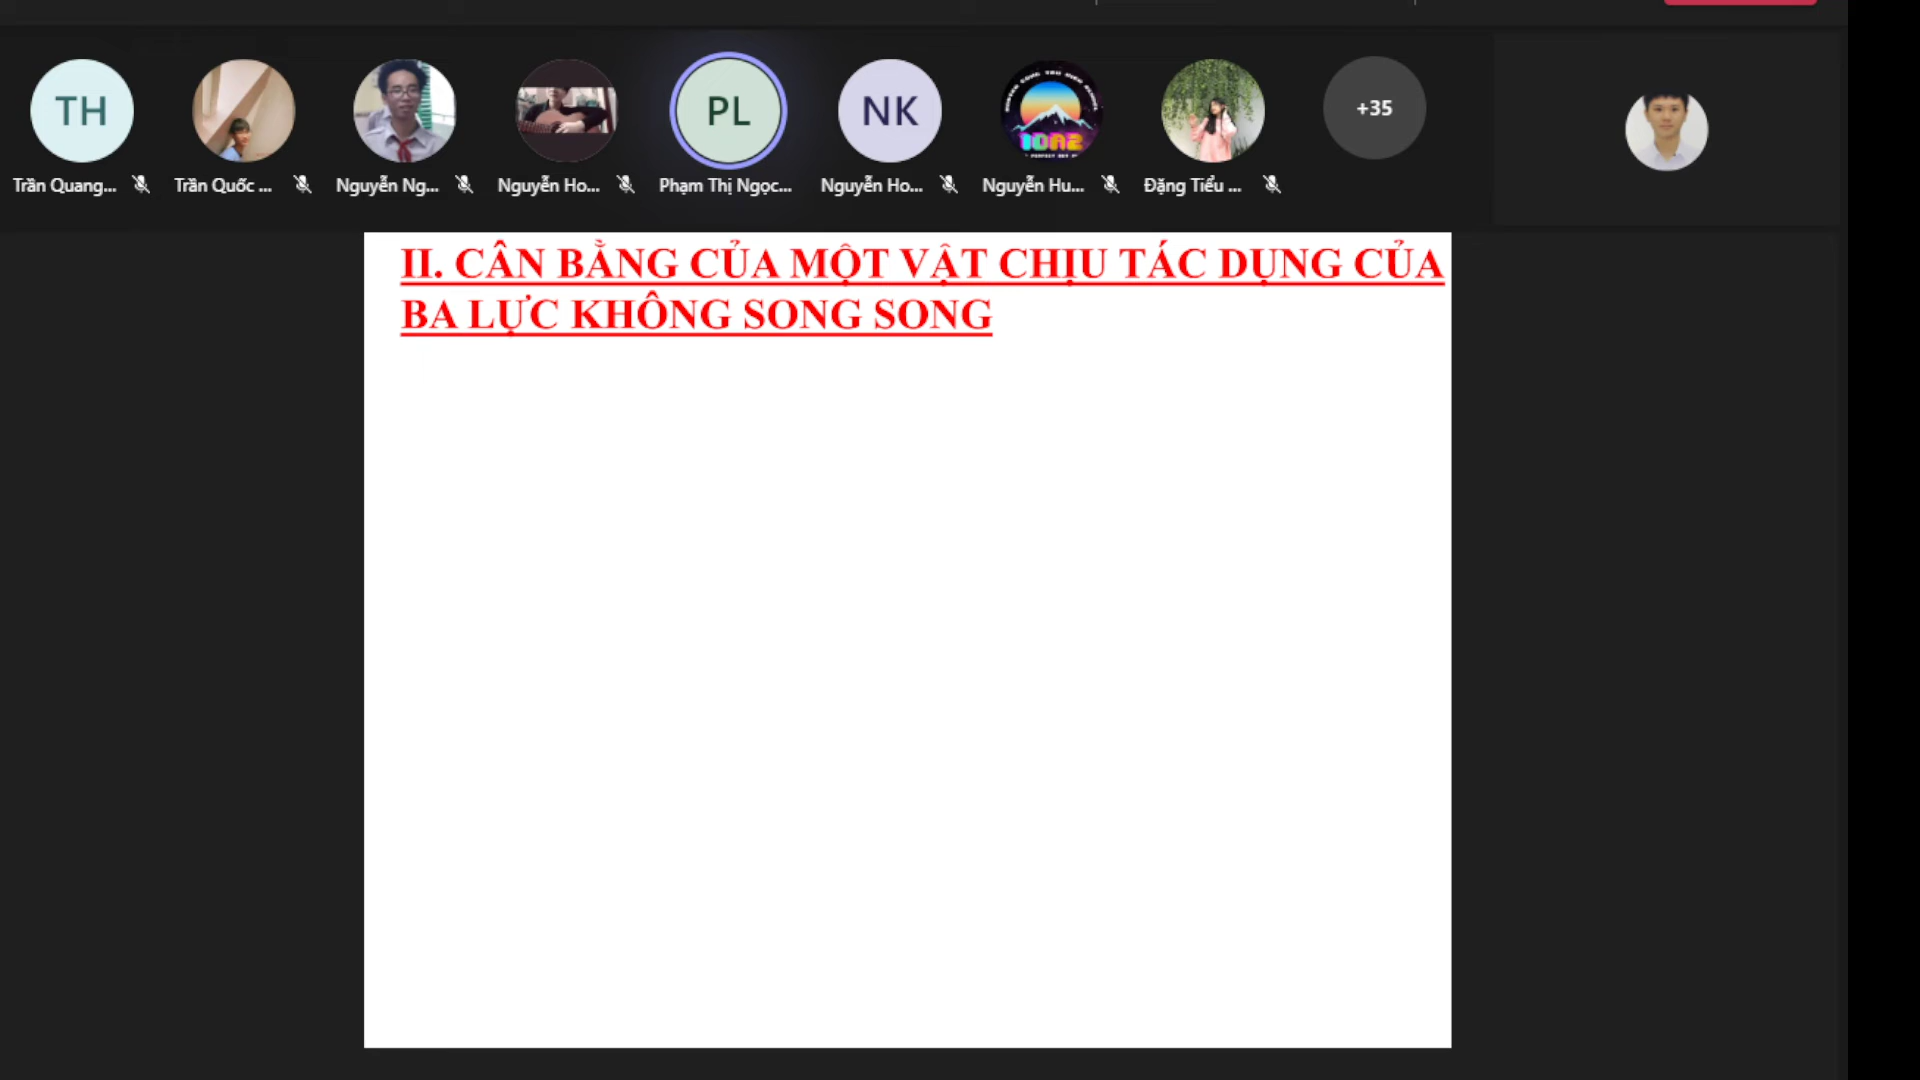 TH
PL
NK
10A2
+35
Trần Quang...
Trần Quốc ...
Nguyễn Ng...
Nguyễn Ho...
Phạm Thị Ngọc...
Nguyễn Ho...
Nguyễn Hu...
Đặng Tiểu ...
II. CÂN BẰNG CỦA MỘT VẬT CHỊU TÁC DỤNG CỦA
BA LỰC KHÔNG SONG SONG